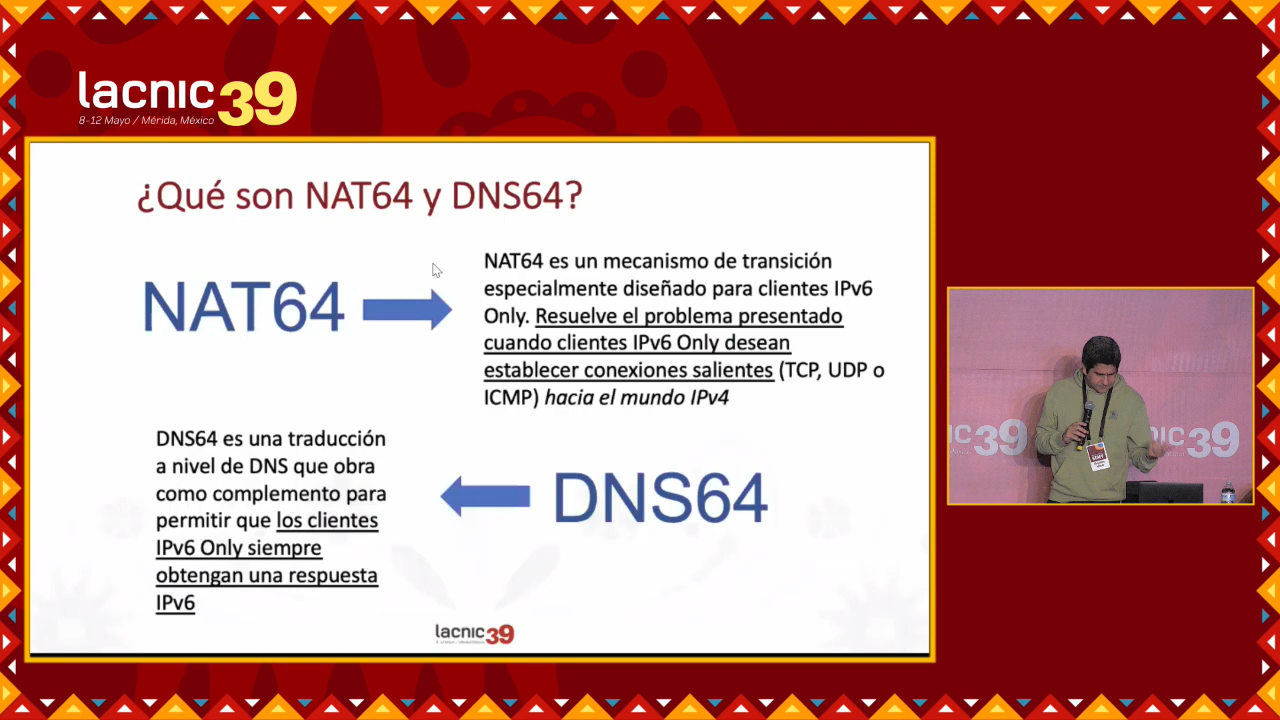 lacnic39
8-12 Mayo / Mérida, México
¿Qué son NAT64 y DNS64?
NAT64
NAT64 es un mecanismo de transición
especialmente diseñado para clientes IPv6
Only. Resuelve el problema presentado
cuando clientes IPv6 Only desean
establecer conexiones salientes (TCP, UDP o
ICMP) hacia el mundo IPv4
DNS64 es una traducción
a nivel de DNS que obra
como complemento para
permitir que los clientes
IPv6 Only siempre
obtengan una respuesta
IPv6
DNS64
lacnic39
ic39
nic39